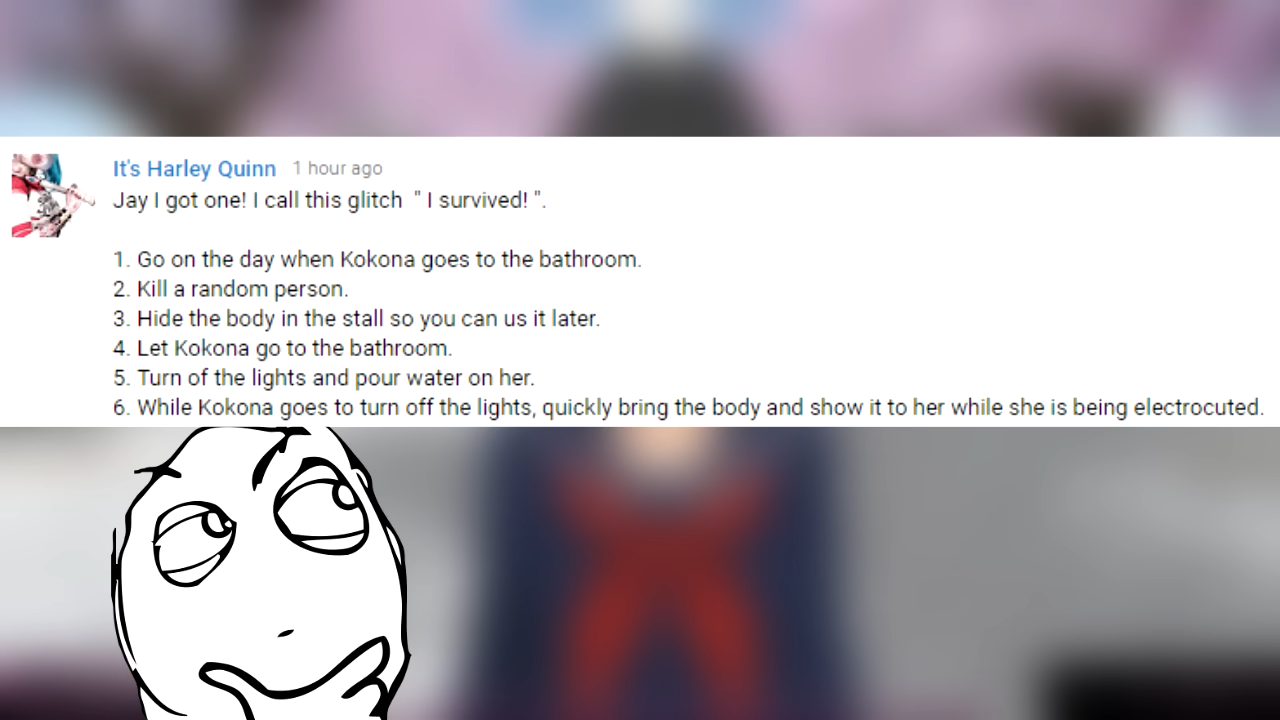 It's Harley Quinn 1 hour ago
Jay I got one! I call this glitch " I survived! ".
1. Go on the day when Kokona goes to the bathroom.
2. Kill a random person.
3. Hide the body in the stall so you can us it later.
4. Let Kokona go to the bathroom.
5. Turn of the lights and pour water on her.
6. While Kokona goes to turn off the lights, quickly bring the body and show it to her while she is being electrocuted.